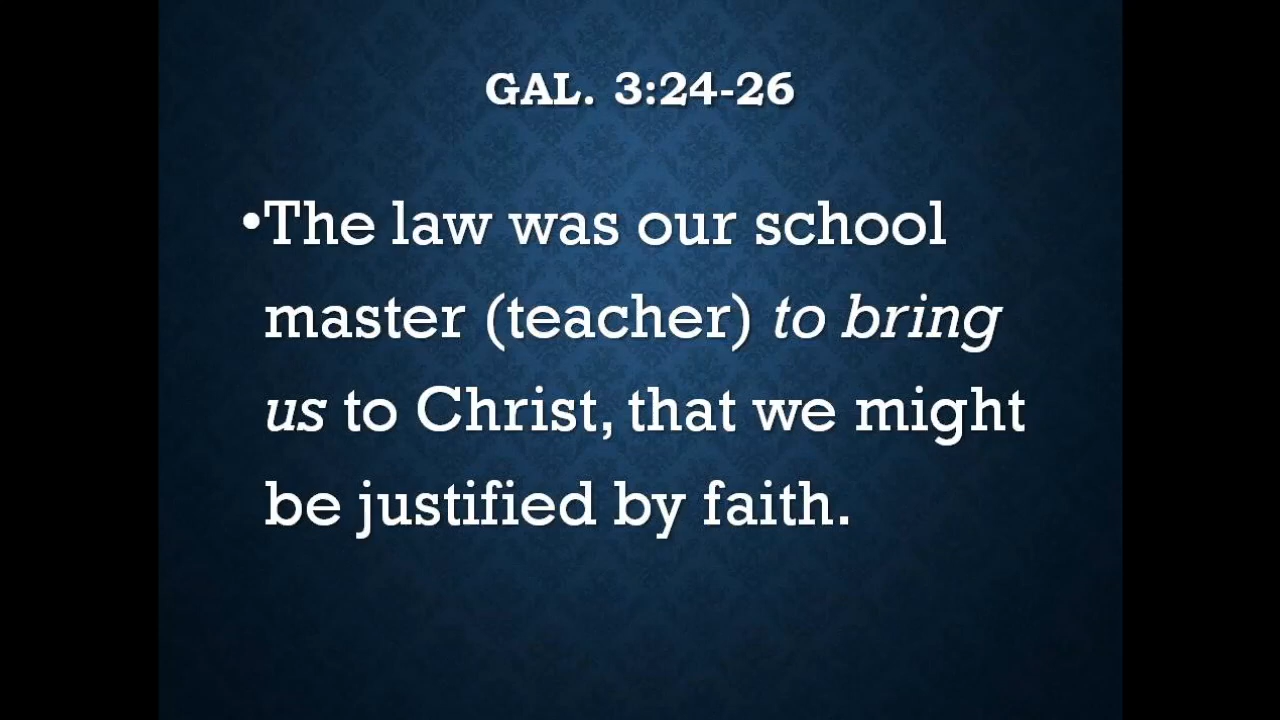 GAL. 3:24-26
•The law was our school
master (teacher) to bring
us to Christ, that we might
be justified by faith.